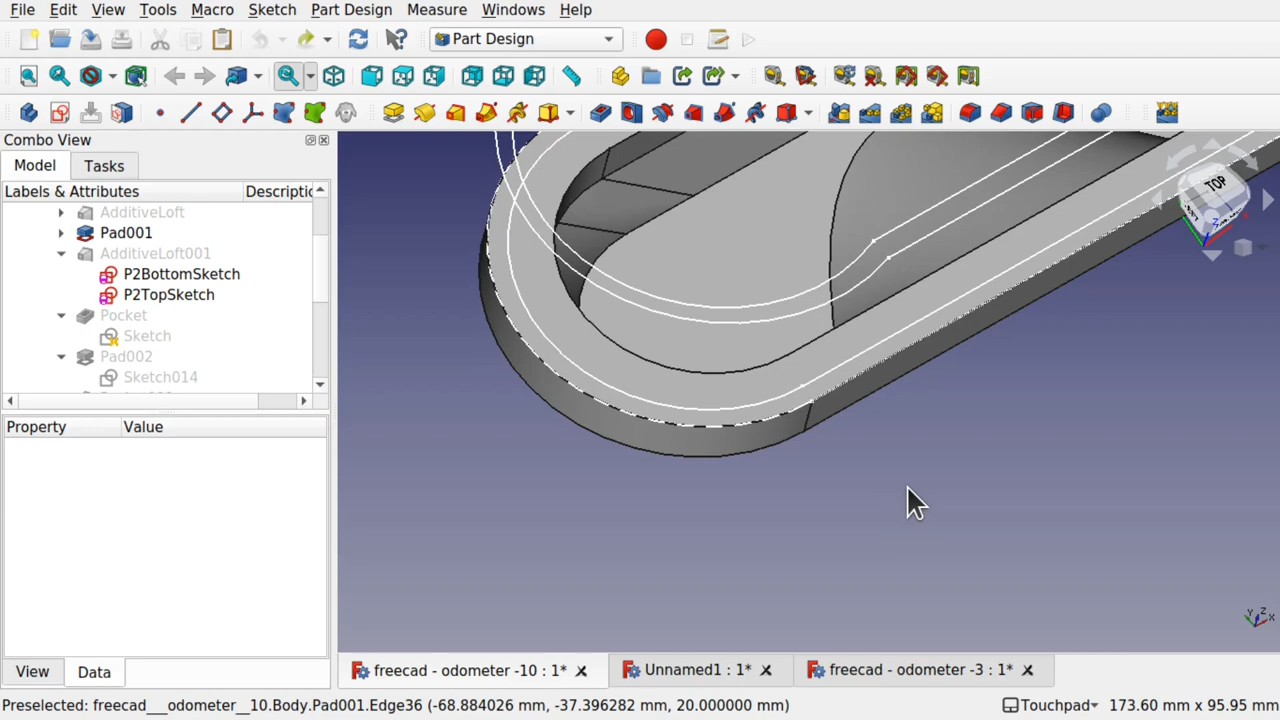 File Edit View Tools Macro Sketch Part Design Measure Windows Help
Part Design
Combo View
Model Tasks
Labels & Attributes Descriptic
AdditiveLoft
Pad001
AdditiveLoft001
P2BottomSketch
P2TopSketch
Pocket
Sketch
Pad002
Sketch014
Property Value
View Data
TOP
Z
Y Z X
freecad - odometer -10 : 1*
Unnamed1 : 1*
freecad - odometer -3 : 1*
Preselected: freecad___odometer__10.Body.Pad001.Edge36 (-68.884026 mm, -37.396282 mm, 20.000000 mm)
Touchpad 173.60 mm x 95.95 mm